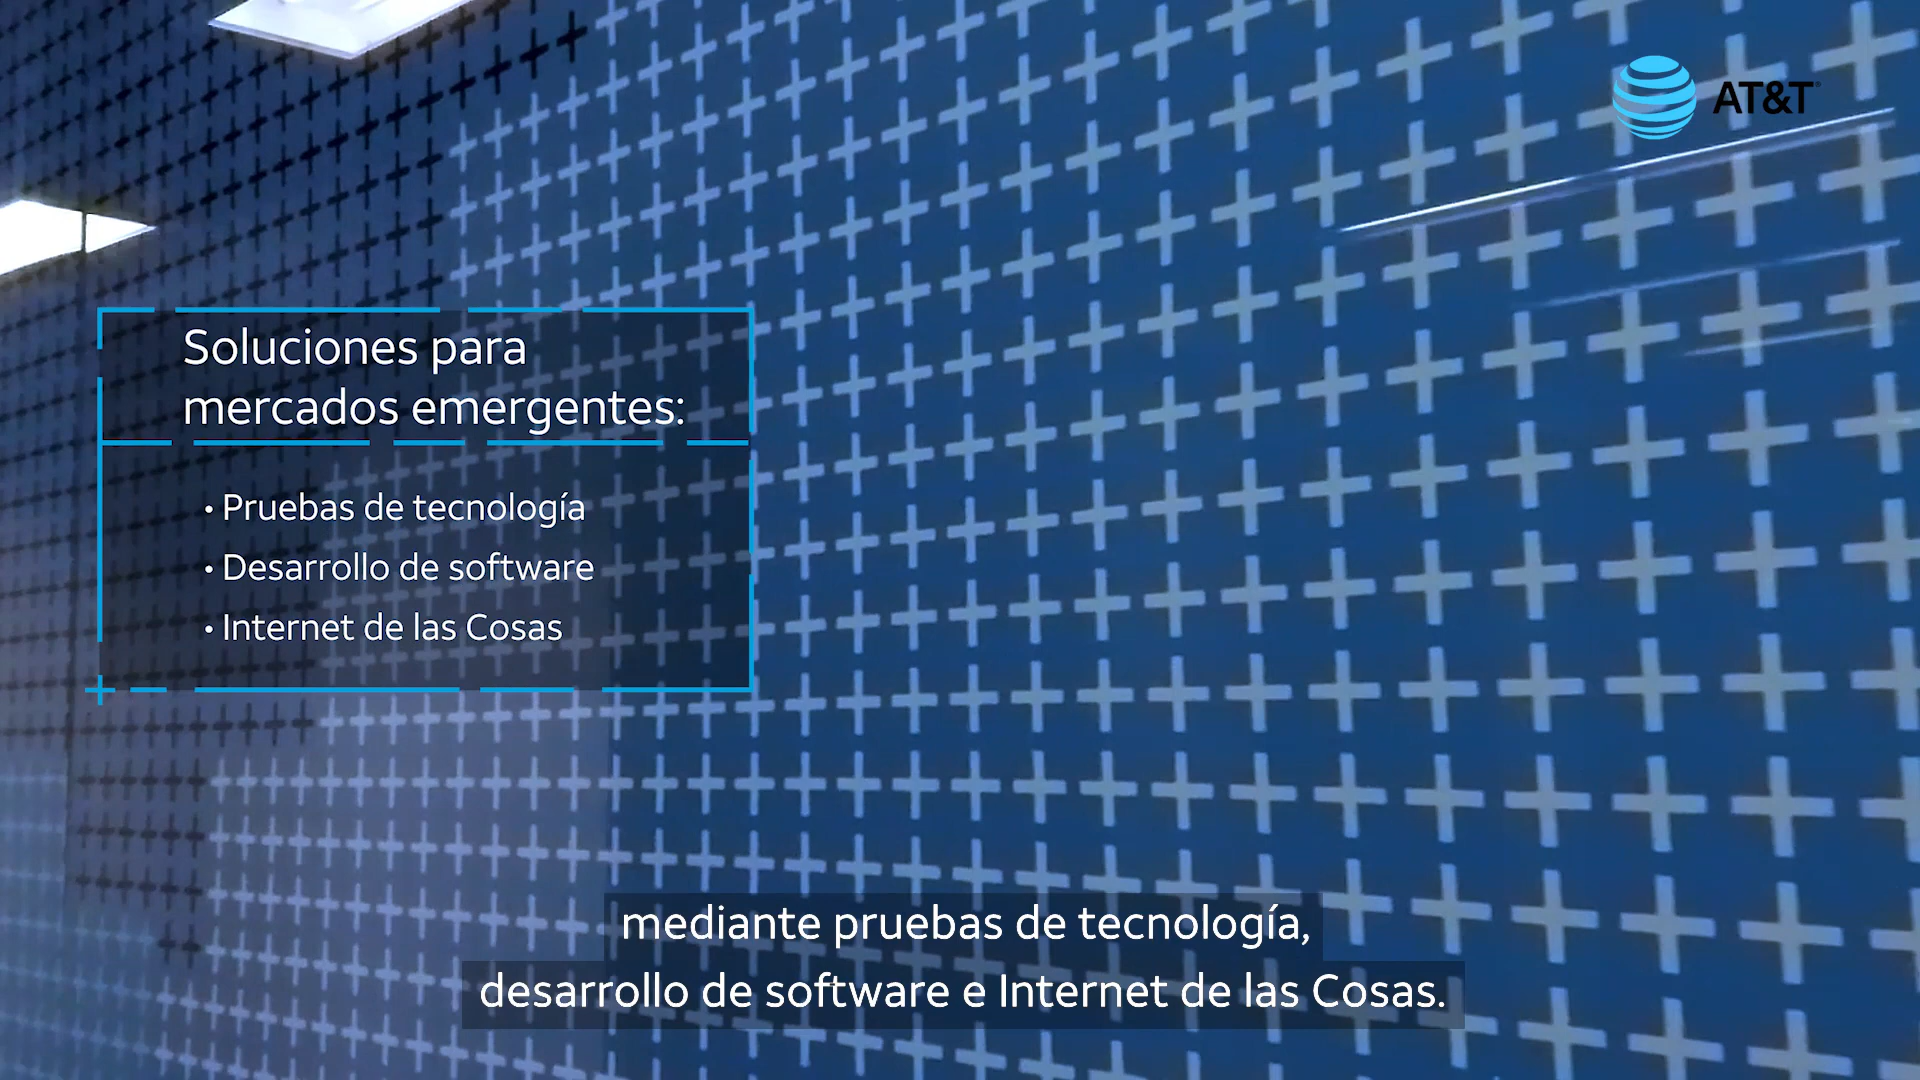 AT&T
Soluciones para
mercados emergentes:
• Pruebas de tecnología
• Desarrollo de software
• Internet de las Cosas
mediante pruebas de tecnología,
desarrollo de software e Internet de las Cosas.